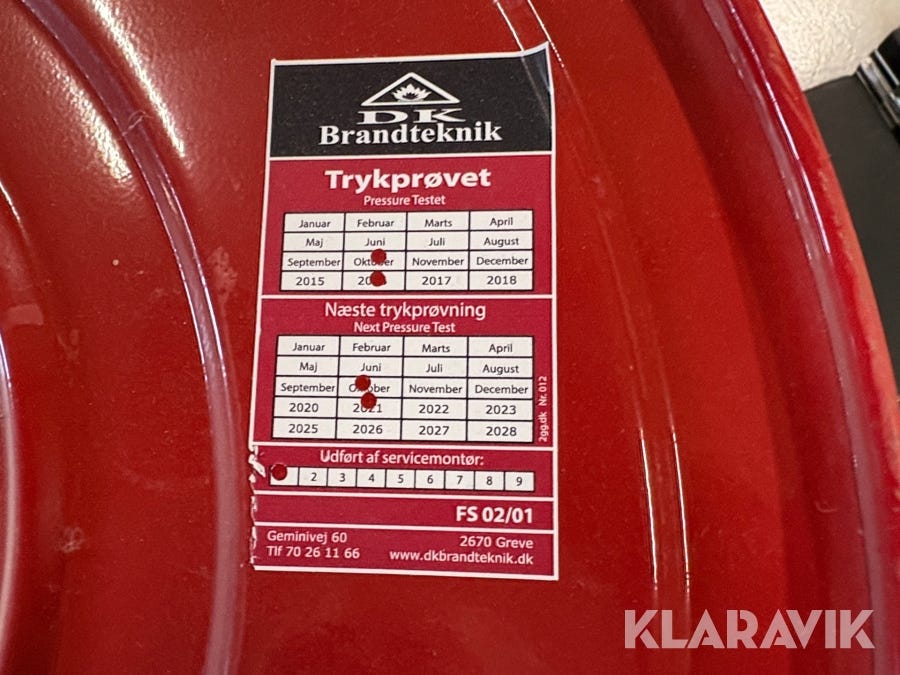 DK
Brandteknik
Trykprøvet
Pressure Testet
Januar Februar Marts April
Maj Juni Juli August
September Oktober November December
2015 2016 2017 2018
Næste trykprøvning
Next Pressure Test
Januar Februar Marts April
Maj Juni Juli August
September Oktober November December
2020 2021 2022 2023
2025 2026 2027 2028
2gg.dk Nr. 012
Udført af servicemontør:
2 3 4 5 6 7 8 9
FS 02/01
Geminivej 60 2670 Greve
Tlf 70 26 11 66 www.dkbrandteknik.dk
KLARAVIK